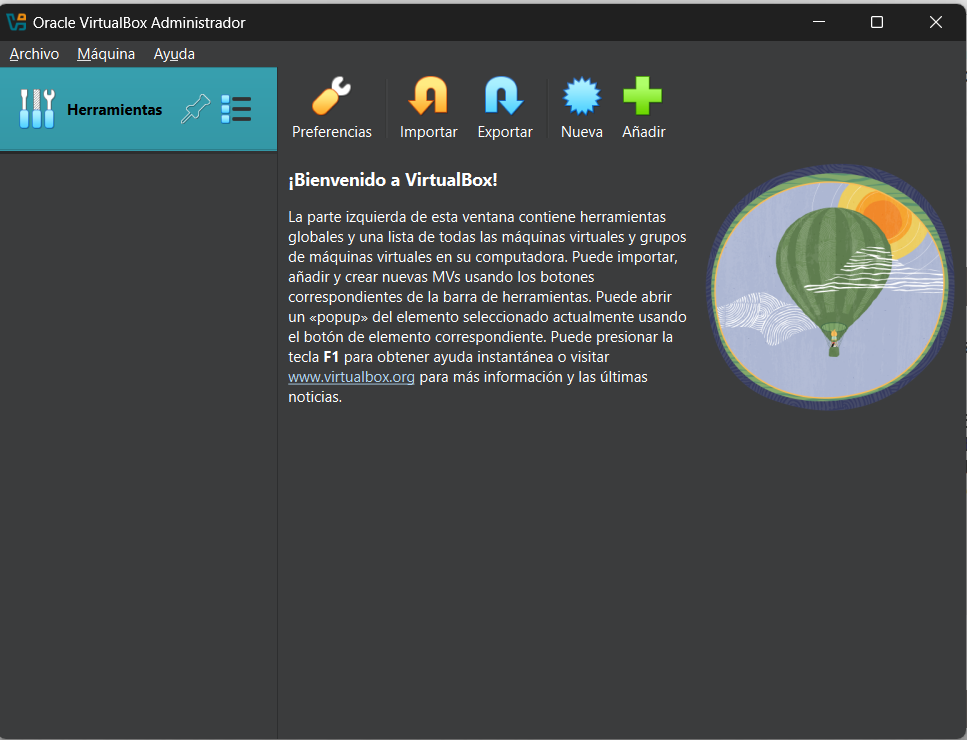 Oracle VirtualBox Administrador
Archivo Máquina Ayuda
Herramientas
Preferencias Importar Exportar Nueva Añadir
¡Bienvenido a VirtualBox!
La parte izquierda de esta ventana contiene herramientas
globales y una lista de todas las máquinas virtuales y grupos
de máquinas virtuales en su computadora. Puede importar,
añadir y crear nuevas MVs usando los botones
correspondientes de la barra de herramientas. Puede abrir
un «popup» del elemento seleccionado actualmente usando
el botón de elemento correspondiente. Puede presionar la
tecla F1 para obtener ayuda instantánea o visitar
www.virtualbox.org para más información y las últimas
noticias.